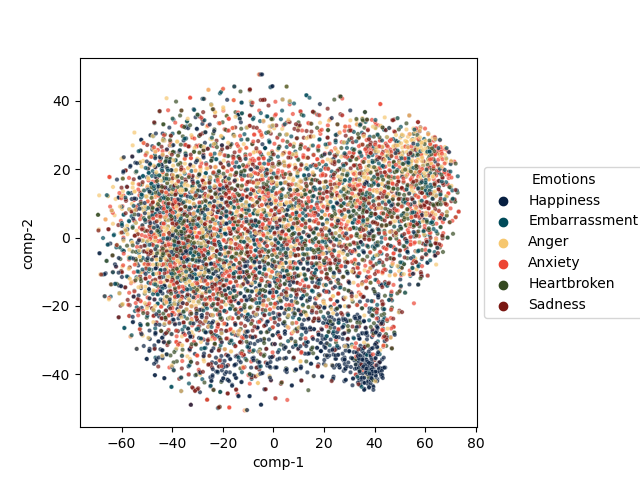 40
20
0
−20
−40
comp-2
−60
−40
−20
0
20
40
60
80
comp-1
Emotions
Happiness
Embarrassment
Anger
Anxiety
Heartbroken
Sadness